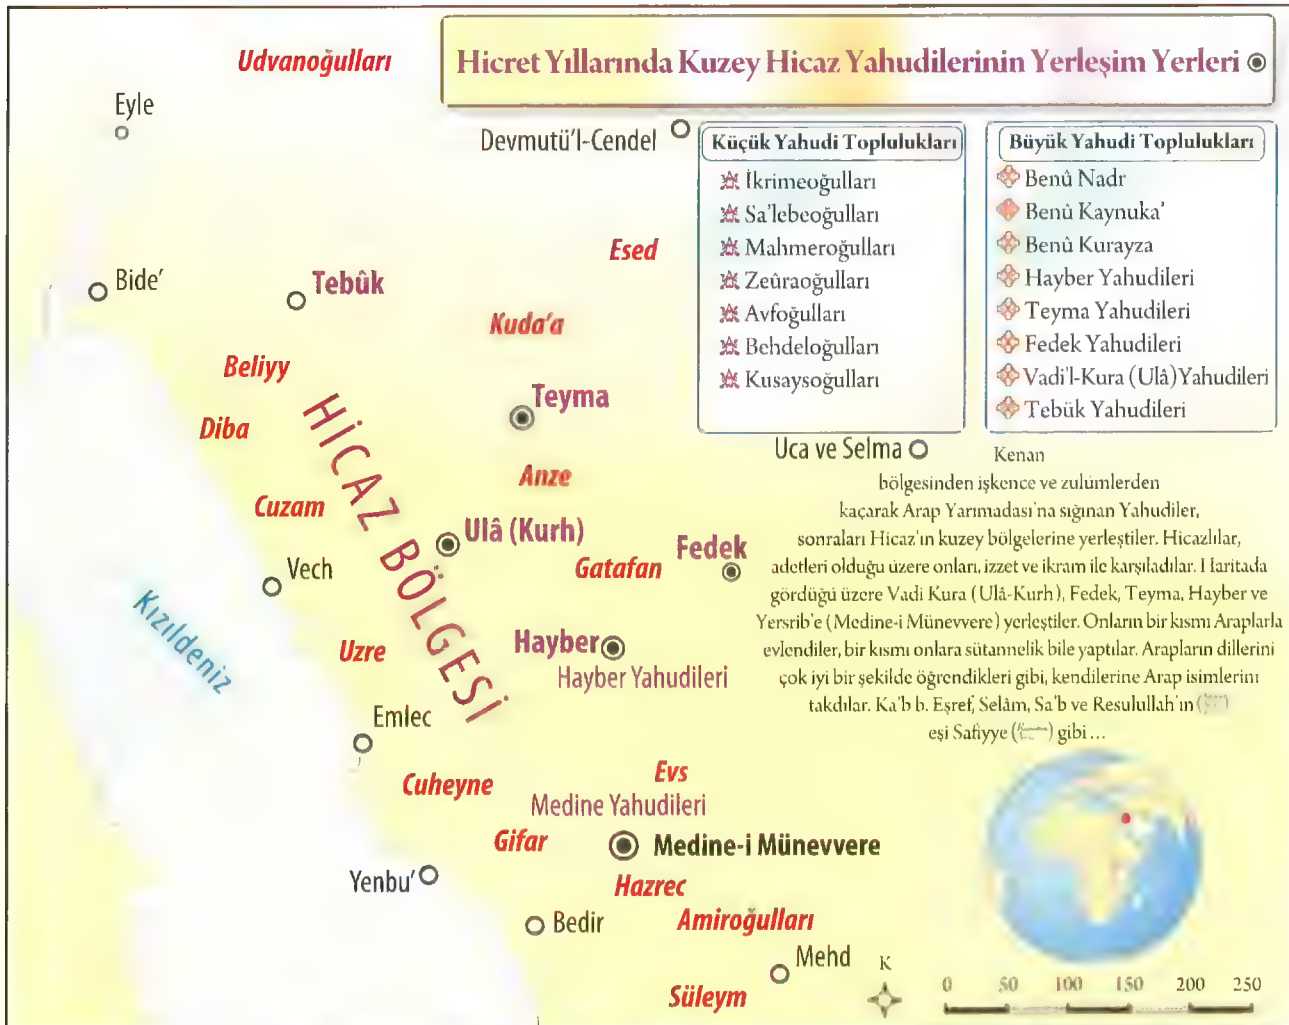 Hicret Yıllarında Kuzey Hicaz Yahudilerinin Yerleşim Yerleri
Udvanoğulları
Eyle
Devmutü'l-Cendel
Küçük Yahudi Toplulukları
İkrimeoğulları
Sa'lebeoğulları
Mahmeroğulları
Zeûraoğulları
Avfoğulları
Behdeloğulları
Kusaysoğulları
Büyük Yahudi Toplulukları
Benû Nadr
Benû Kaynuka'
Benû Kurayza
Hayber Yahudileri
Teyma Yahudileri
Fedek Yahudileri
Vadi'l-Kura (Ulâ) Yahudileri
Tebük Yahudileri
Esed
Bide'
Tebûk
Kuda'a
Beliyy
Teyma
Diba
HİCAZ BÖLGESİ
Uca ve Selma
Anze
Cuzam
Ulâ (Kurh)
Fedek
Gatafan
Vech
Kızıldeniz
Uzre
Hayber
Hayber Yahudileri
Emlec
Cuheyne
Evs
Medine Yahudileri
Gifar
Medine-i Münevvere
Yenbu'
Hazrec
Bedir
Amiroğulları
Mehd
Süleym
Kenan
bölgesinden işkence ve zulümlerden
kaçarak Arap Yarımadası'na sığınan Yahudiler,
sonraları Hicaz'ın kuzey bölgelerine yerleştiler. Hicazlılar,
adetleri olduğu üzere onları, izzet ve ikram ile karşıladılar. Haritada
gördüğü üzere Vadi Kura (Ulâ-Kurh), Fedek, Teyma, Hayber ve
Yersrib'e (Medine-i Münevvere) yerleştiler. Onların bir kısmı Araplarla
evlendiler, bir kısmı onlara sütannelik bile yaptılar. Arapların dillerini
çok iyi bir şekilde öğrendikleri gibi, kendilerine Arap isimlerini
takdılar. Ka'b b. Eşref, Selâm, Sa'b ve Resulullah'ın
eşi Safiyye gibi...
K
0 50 100 150 200 250